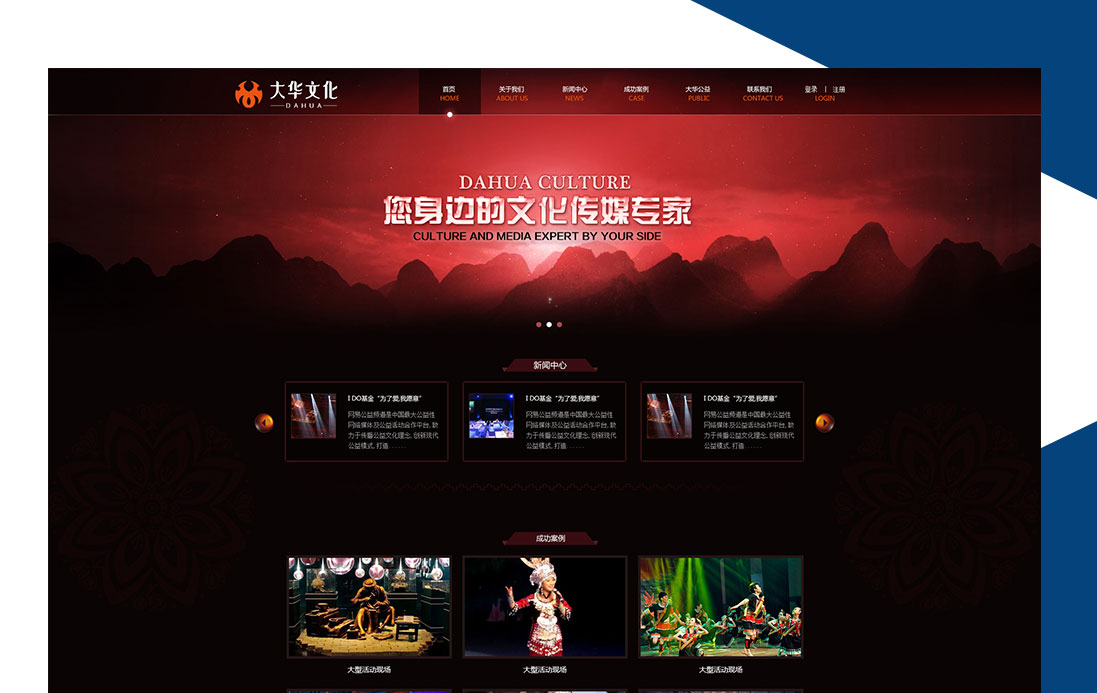 大华文化
DAHUA
首页
HOME
关于我们
ABOUT US
新闻中心
NEWS
成功案例
CASE
大华公益
PUBLIC
联系我们
CONTACT US
登录 | 注册
LOGIN
DAHUA CULTURE
您身边的文化传媒专家
CULTURE AND MEDIA EXPERT BY YOUR SIDE
新闻中心
I DO基金“为了爱,我愿意”
网易公益频道是中国最大公益性
网络媒体及公益活动合作平台, 致
力于传播公益文化理念, 创新现代
公益模式, 打造......
I DO基金“为了爱,我愿意”
网易公益频道是中国最大公益性
网络媒体及公益活动合作平台, 致
力于传播公益文化理念, 创新现代
公益模式, 打造......
I DO基金“为了爱,我愿意”
网易公益频道是中国最大公益性
网络媒体及公益活动合作平台, 致
力于传播公益文化理念, 创新现代
公益模式, 打造......
成功案例
大型活动现场
大型活动现场
大型活动现场